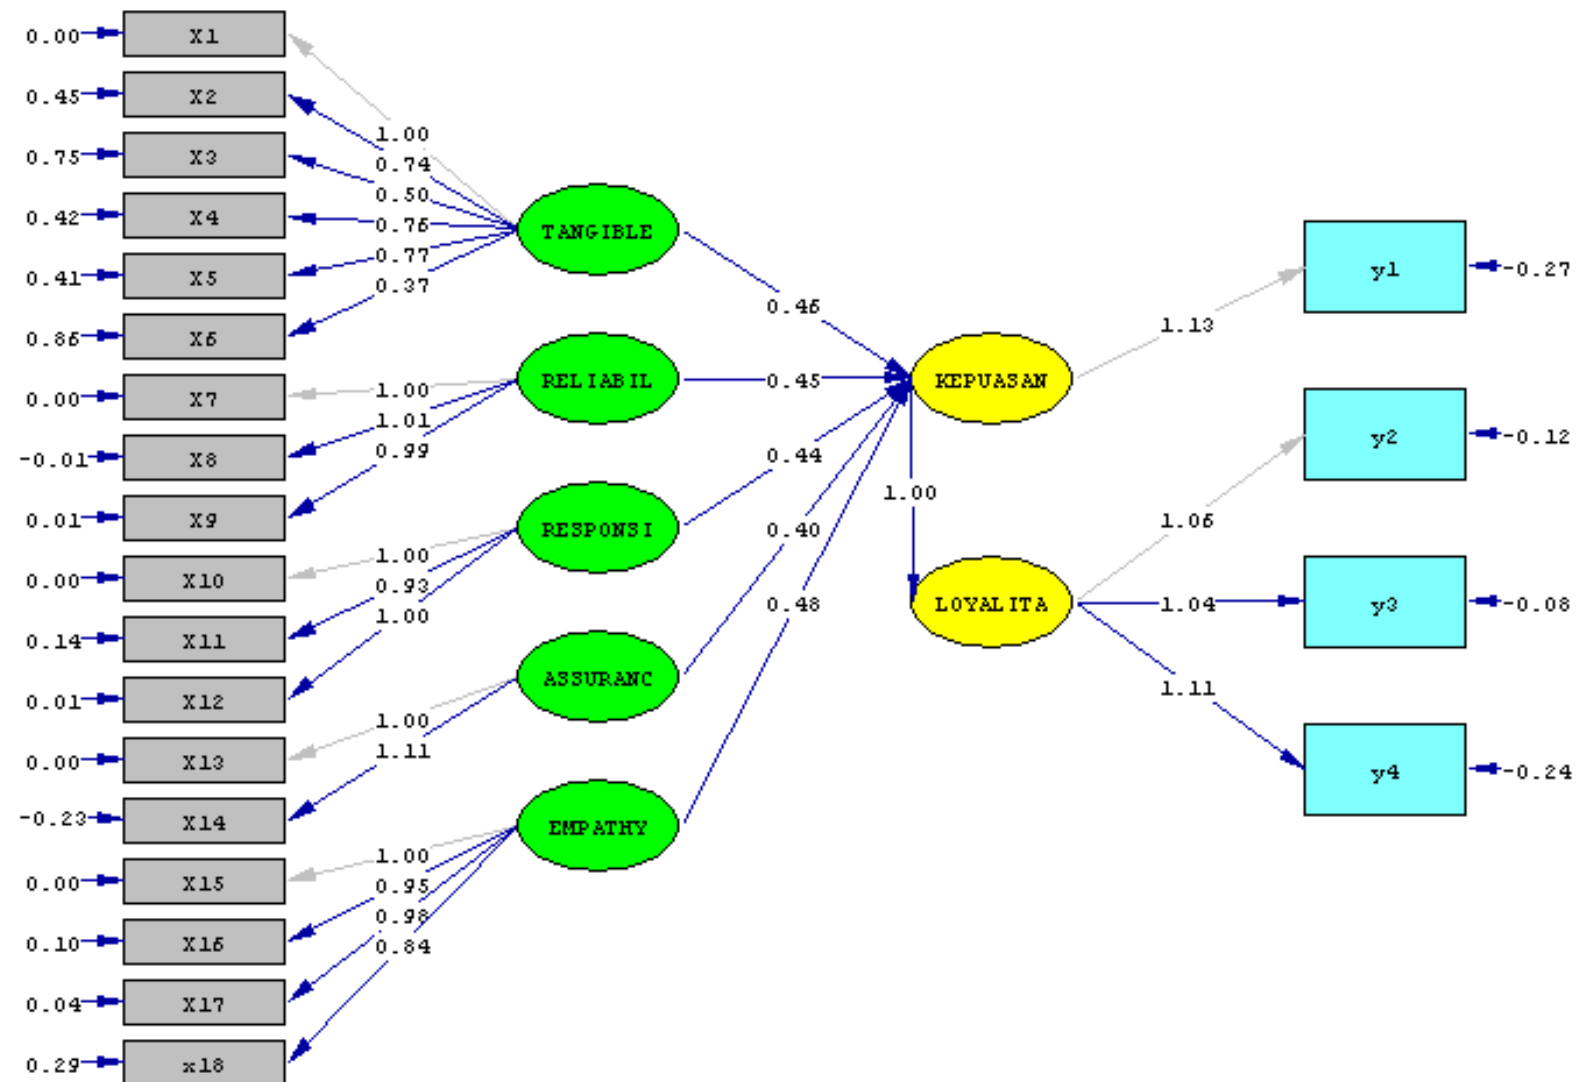 0.00 X1
0.45 X2
0.75 X3
0.42 X4
0.41 X5
0.86 X6
0.00 X7
-0.01 X8
0.01 X9
0.00 X10
0.14 X11
0.01 X12
0.00 X13
-0.23 X14
0.00 X15
0.10 X16
0.04 X17
0.29 x18
1.00
0.74
0.50
0.76
0.77
0.37
1.00
1.01
0.99
1.00
0.93
1.00
1.00
1.11
1.00
0.95
0.98
0.84
TANGIBLE
RELIABIL
RESPONSI
ASSURANC
EMPATHY
0.46
0.45
0.44
0.40
0.48
KEPUASAN
1.00
LOYALITA
1.13
1.06
1.04
1.11
y1 -0.27
y2 -0.12
y3 -0.08
y4 -0.24